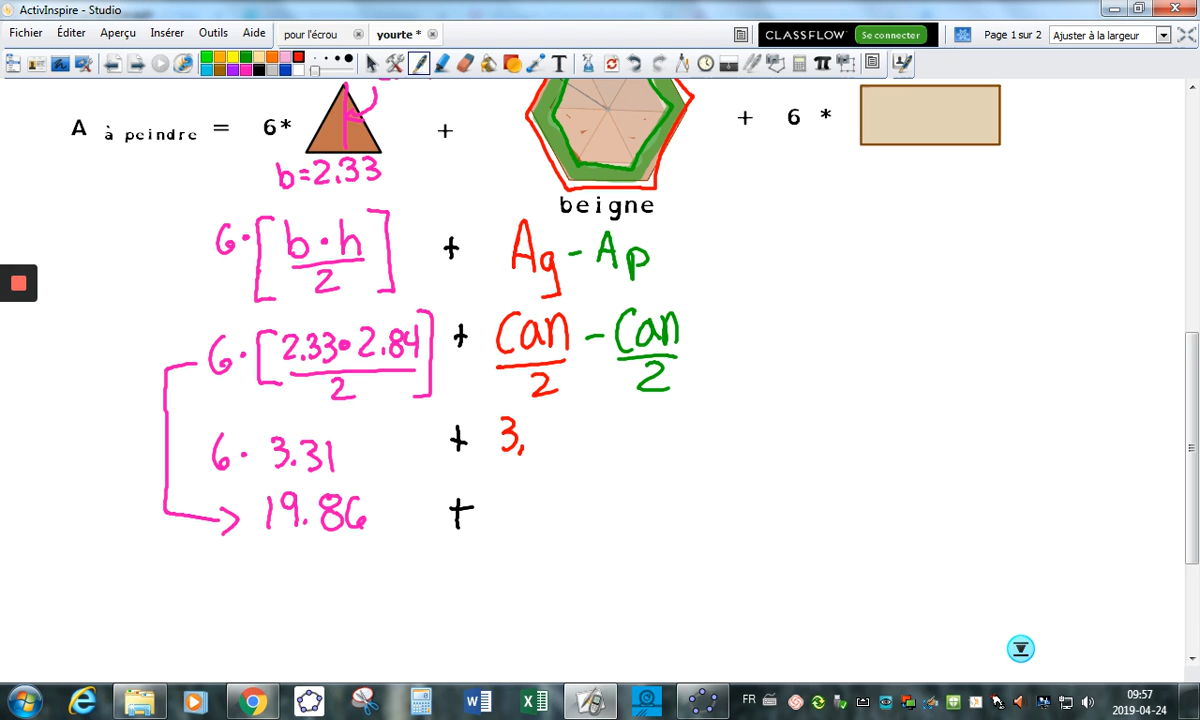 ActivInspire - Studio
Fichier Éditer Aperçu Insérer Outils Aide pour l'écrou yourte * CLASSFLOW Se connecter Page 1 sur 2 Ajuster à la largeur
A à peindre = 6* + + 6 *
b=2.33
beigne
6·[b·h/2] + Ag - Ap
6·[2.33·2.84/2] + Can/2 - Can/2
6· 3.31 + 3,
19.86 +
FR 09:57
2019-04-24